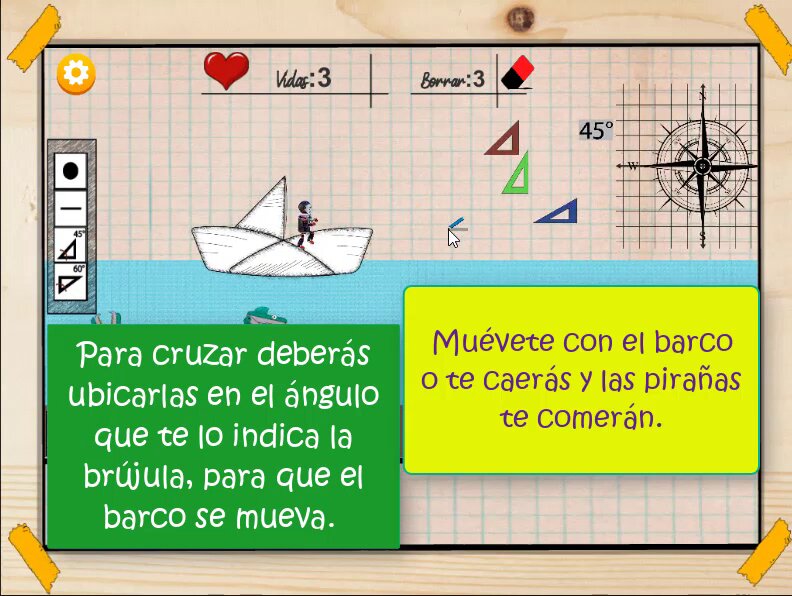 Vidas:3
Borrar:3
45°
N
W
S
45°
60°
Para cruzar deberás
ubicarlas en el ángulo
que te lo indica la
brújula, para que el
barco se mueva.
Muévete con el barco
o te caerás y las pirañas
te comerán.